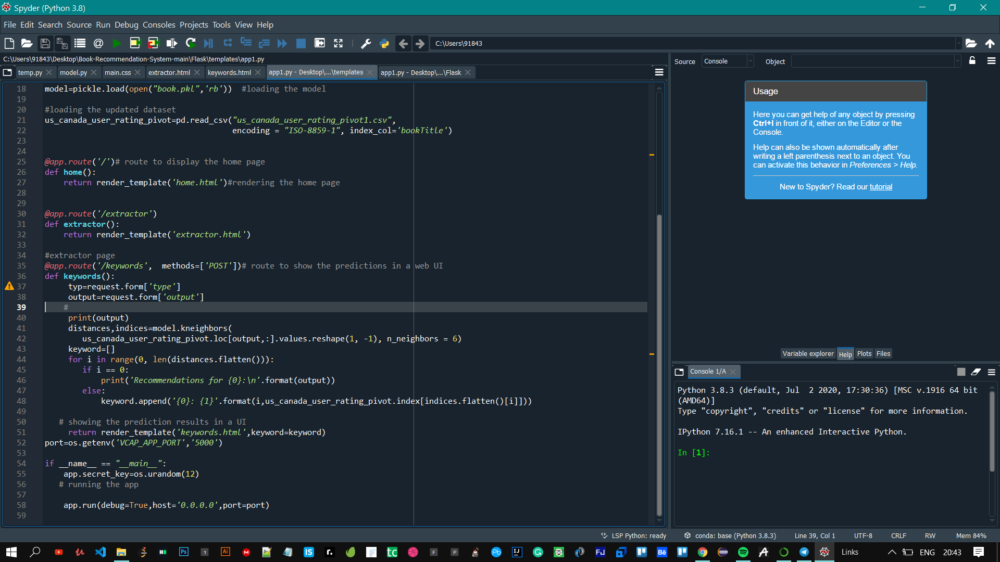 Spyder (Python 3.8)
File Edit Search Source Run Debug Consoles Projects Tools View Help
C:\Users\91843
C:\Users\91843\Desktop\Book-Recommendation-System-main\Flask\templates\app1.py
temp.py model.py main.css extractor.html keywords.html app1.py - Desktop\...\templates app1.py - Desktop\...\Flask
18 model=pickle.load(open("book.pkl",'rb'))  #loading the model
19
20 #loading the updated dataset
21 us_canada_user_rating_pivot=pd.read_csv("us_canada_user_rating_pivot1.csv",
22                                         encoding = "ISO-8859-1", index_col='bookTitle')
23
24
25 @app.route('/')# route to display the home page
26 def home():
27     return render_template('home.html')#rendering the home page
28
29
30 @app.route('/extractor')
31 def extractor():
32     return render_template('extractor.html')
33
34 #extractor page
35 @app.route('/keywords',  methods=['POST'])# route to show the predictions in a web UI
36 def keywords():
37      typ=request.form['type']
38      output=request.form['output']
39     #
40      print(output)
41      distances,indices=model.kneighbors(
42         us_canada_user_rating_pivot.loc[output,:].values.reshape(1, -1), n_neighbors = 6)
43      keyword=[]
44      for i in range(0, len(distances.flatten())):
45         if i == 0:
46             print('Recommendations for {0}:\n'.format(output))
47         else:
48             keyword.append('{0}: {1}'.format(i,us_canada_user_rating_pivot.index[indices.flatten()[i]]))
49
50    # showing the prediction results in a UI
51      return render_template('keywords.html',keyword=keyword)
52 port=os.getenv('VCAP_APP_PORT','5000')
53
54 if __name__ == "__main__":
55     app.secret_key=os.urandom(12)
56    # running the app
57
58     app.run(debug=True,host='0.0.0.0',port=port)
59
Source Console Object
Usage
Here you can get help of any object by pressing
Ctrl+I in front of it, either on the Editor or the
Console.
Help can also be shown automatically after
writing a left parenthesis next to an object. You
can activate this behavior in Preferences > Help.
New to Spyder? Read our tutorial
Variable explorer Help Plots Files
Console 1/A
Python 3.8.3 (default, Jul  2 2020, 17:30:36) [MSC v.1916 64 bit
(AMD64)]
Type "copyright", "credits" or "license" for more information.
IPython 7.16.1 -- An enhanced Interactive Python.
In [1]:
LSP Python: ready conda: base (Python 3.8.3) Line 39, Col 1 UTF-8 CRLF RW Mem 84%
Links ENG 20:43